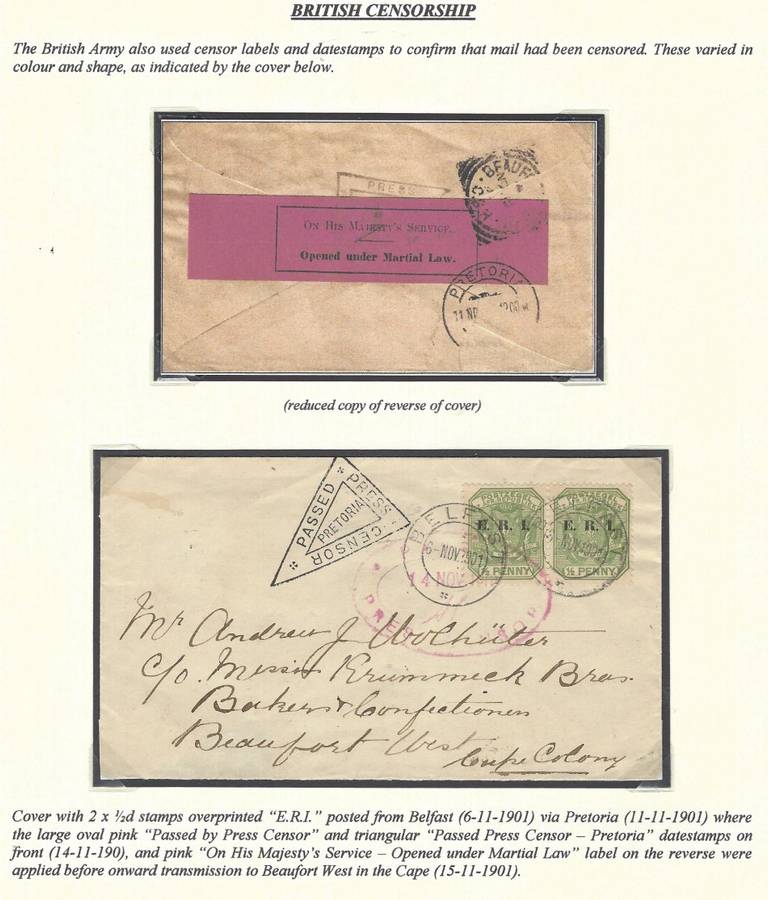 BRITISH CENSORSHIP
The British Army also used censor labels and datestamps to confirm that mail had been censored. These varied in
colour and shape, as indicated by the cover below.
PRESS
BEAUF
ON HIS MAJESTY'S SERVICE.
Opened under Martial Law.
PRETORIA
11 NO
(reduced copy of reverse of cover)
PASSED PRESS CENSOR
PRETORIA
BELFAST
6-NOV 1901
14 NOV
PRE
E. R. I.
E. R. I.
½ PENNY
½ PENNY
Mr Andrew J Wolhüter
c/o. Messrs Krummeck Bros.
Bakers & Confectioners
Beaufort West
Cape Colony
Cover with 2 x ½d stamps overprinted "E.R.I." posted from Belfast (6-11-1901) via Pretoria (11-11-1901) where
the large oval pink "Passed by Press Censor" and triangular "Passed Press Censor – Pretoria" datestamps on
front (14-11-190), and pink "On His Majesty's Service – Opened under Martial Law" label on the reverse were
applied before onward transmission to Beaufort West in the Cape (15-11-1901).